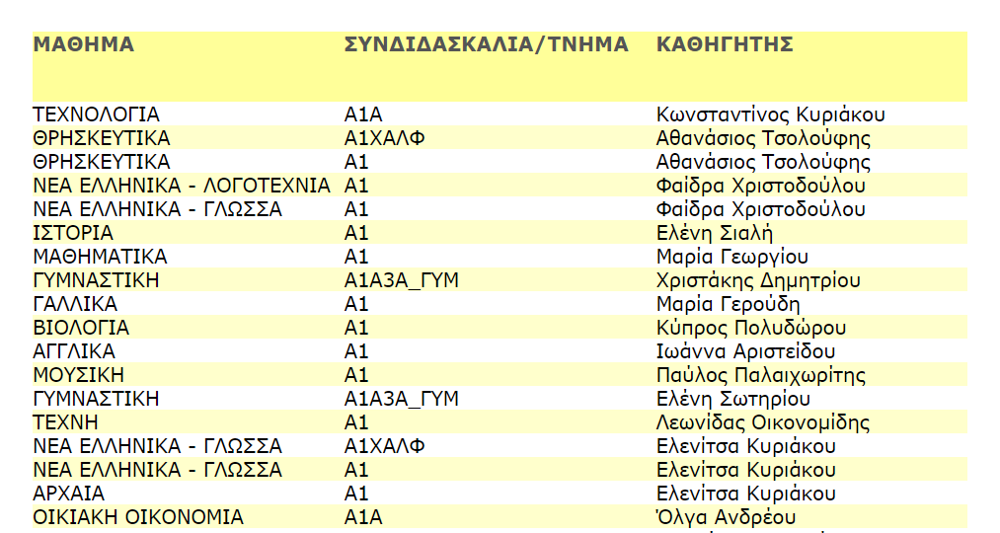 ΜΑΘΗΜΑ ΣΥΝΔΙΔΑΣΚΑΛΙΑ/ΤΝΗΜΑ ΚΑΘΗΓΗΤΗΣ
ΤΕΧΝΟΛΟΓΙΑ Α1Α Κωνσταντίνος Κυριάκου
ΘΡΗΣΚΕΥΤΙΚΑ Α1ΧΑΛΦ Αθανάσιος Τσολούφης
ΘΡΗΣΚΕΥΤΙΚΑ Α1 Αθανάσιος Τσολούφης
ΝΕΑ ΕΛΛΗΝΙΚΑ - ΛΟΓΟΤΕΧΝΙΑ Α1 Φαίδρα Χριστοδούλου
ΝΕΑ ΕΛΛΗΝΙΚΑ - ΓΛΩΣΣΑ Α1 Φαίδρα Χριστοδούλου
ΙΣΤΟΡΙΑ Α1 Ελένη Σιαλή
ΜΑΘΗΜΑΤΙΚΑ Α1 Μαρία Γεωργίου
ΓΥΜΝΑΣΤΙΚΗ Α1Α3Α_ΓΥΜ Χριστάκης Δημητρίου
ΓΑΛΛΙΚΑ Α1 Μαρία Γερούδη
ΒΙΟΛΟΓΙΑ Α1 Κύπρος Πολυδώρου
ΑΓΓΛΙΚΑ Α1 Ιωάννα Αριστείδου
ΜΟΥΣΙΚΗ Α1 Παύλος Παλαιχωρίτης
ΓΥΜΝΑΣΤΙΚΗ Α1Α3Α_ΓΥΜ Ελένη Σωτηρίου
ΤΕΧΝΗ Α1 Λεωνίδας Οικονομίδης
ΝΕΑ ΕΛΛΗΝΙΚΑ - ΓΛΩΣΣΑ Α1ΧΑΛΦ Ελενίτσα Κυριάκου
ΝΕΑ ΕΛΛΗΝΙΚΑ - ΓΛΩΣΣΑ Α1 Ελενίτσα Κυριάκου
ΑΡΧΑΙΑ Α1 Ελενίτσα Κυριάκου
ΟΙΚΙΑΚΗ ΟΙΚΟΝΟΜΙΑ Α1Α Όλγα Ανδρέου